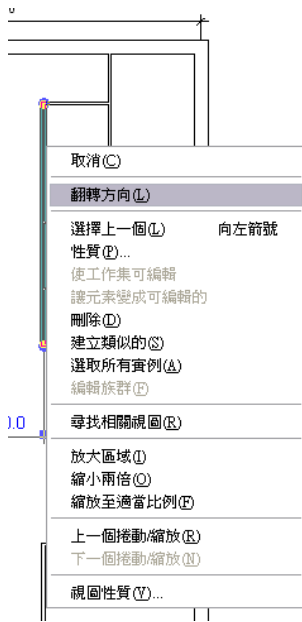 取消(C)
翻轉方向(L)
選擇上一個(L) 向左箭號
性質(P)...
使工作集可編輯
讓元素變成可編輯的
刪除(D)
建立類似的(S)
選取所有實例(A)
編輯族群(F)
尋找相關視圖(R)
).0
放大區域(I)
縮小兩倍(O)
縮放至適當比例(F)
上一個捲動/縮放(R)
下一個捲動/縮放(N)
視圖性質(V)...